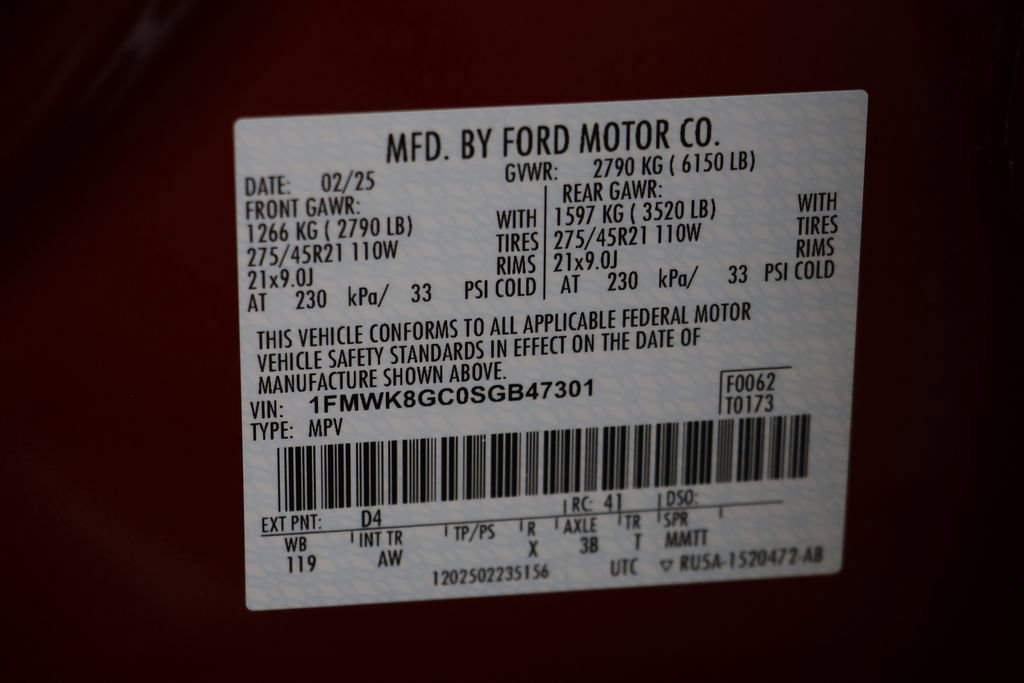 MFD. BY FORD MOTOR CO.
DATE: 02/25 GVWR: 2790 KG ( 6150 LB)
FRONT GAWR: REAR GAWR:
1266 KG ( 2790 LB) WITH 1597 KG ( 3520 LB) WITH
275/45R21 110W TIRES 275/45R21 110W TIRES
21x9.0J RIMS 21x9.0J RIMS
AT 230 kPa/ 33 PSI COLD AT 230 kPa/ 33 PSI COLD
THIS VEHICLE CONFORMS TO ALL APPLICABLE FEDERAL MOTOR
VEHICLE SAFETY STANDARDS IN EFFECT ON THE DATE OF
MANUFACTURE SHOWN ABOVE.
VIN: 1FMWK8GC0SGB47301 F0062
TYPE: MPV T0173
EXT PNT: D4 RC: 41 DSO:
WB INT TR TP/PS R AXLE TR SPR
119 AW X 3B T MMTT
1202502235156 UTC ▽ RUSA-1520472-AB